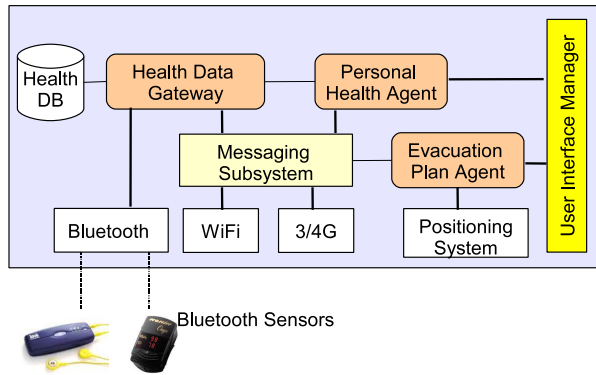 Health
DB
Health Data
Gateway
Personal
Health Agent
User Interface Manager
Messaging
Subsystem
Evacuation
Plan Agent
Bluetooth
WiFi
3/4G
Positioning
System
Bluetooth Sensors